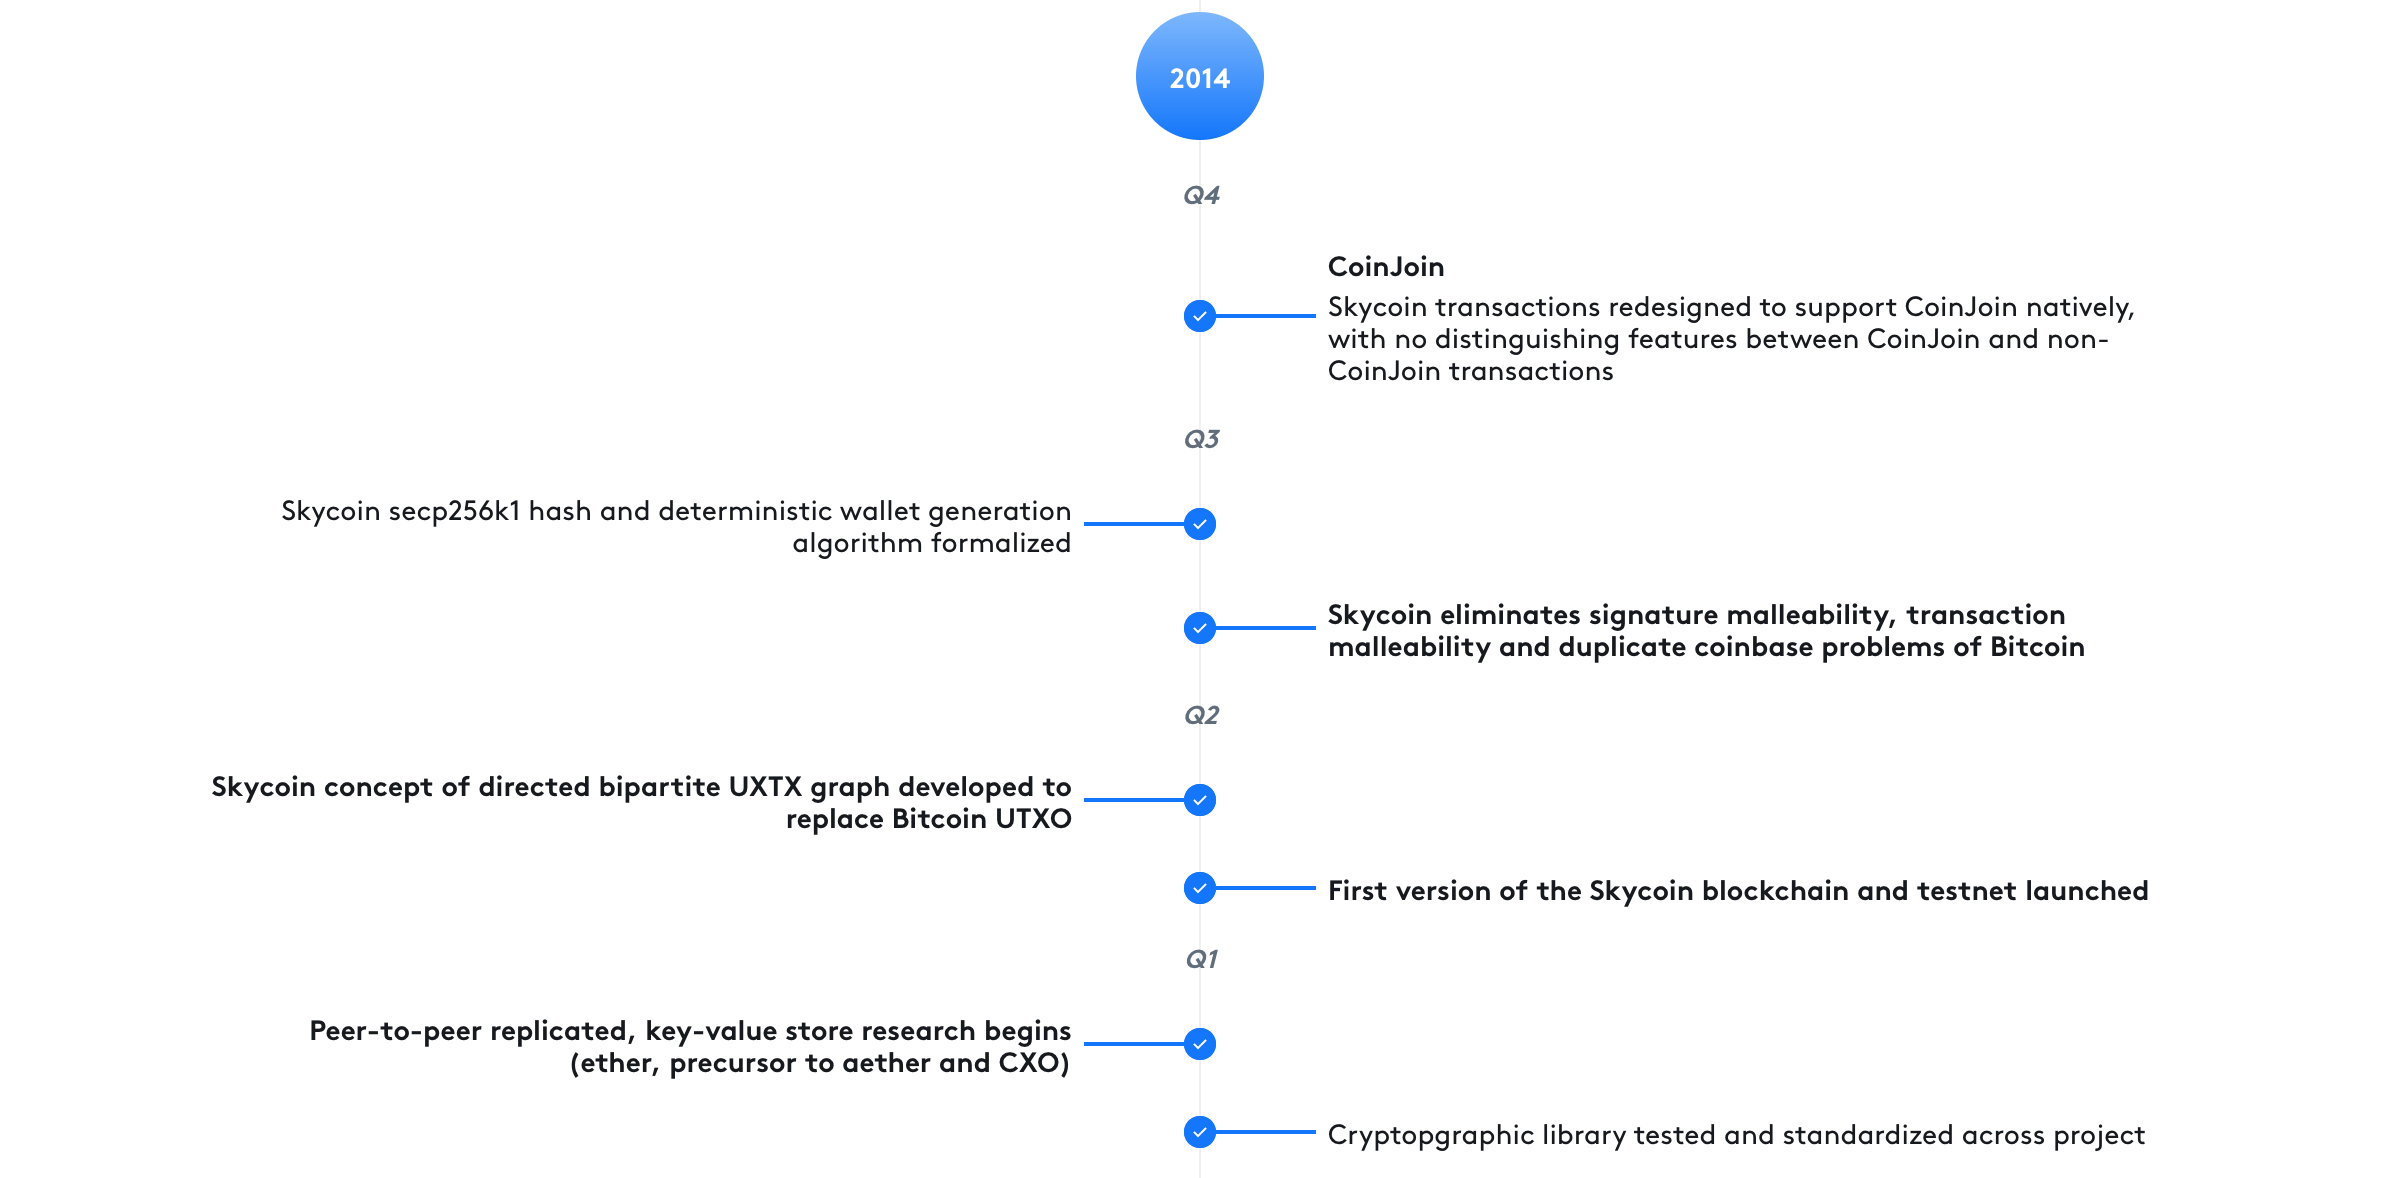 2014
Q4
CoinJoin
Skycoin transactions redesigned to support CoinJoin natively,
with no distinguishing features between CoinJoin and non-
CoinJoin transactions
Q3
Skycoin secp256k1 hash and deterministic wallet generation
algorithm formalized
Skycoin eliminates signature malleability, transaction
malleability and duplicate coinbase problems of Bitcoin
Q2
Skycoin concept of directed bipartite UXTX graph developed to
replace Bitcoin UTXO
First version of the Skycoin blockchain and testnet launched
Q1
Peer-to-peer replicated, key-value store research begins
(ether, precursor to aether and CXO)
Cryptopgraphic library tested and standardized across project